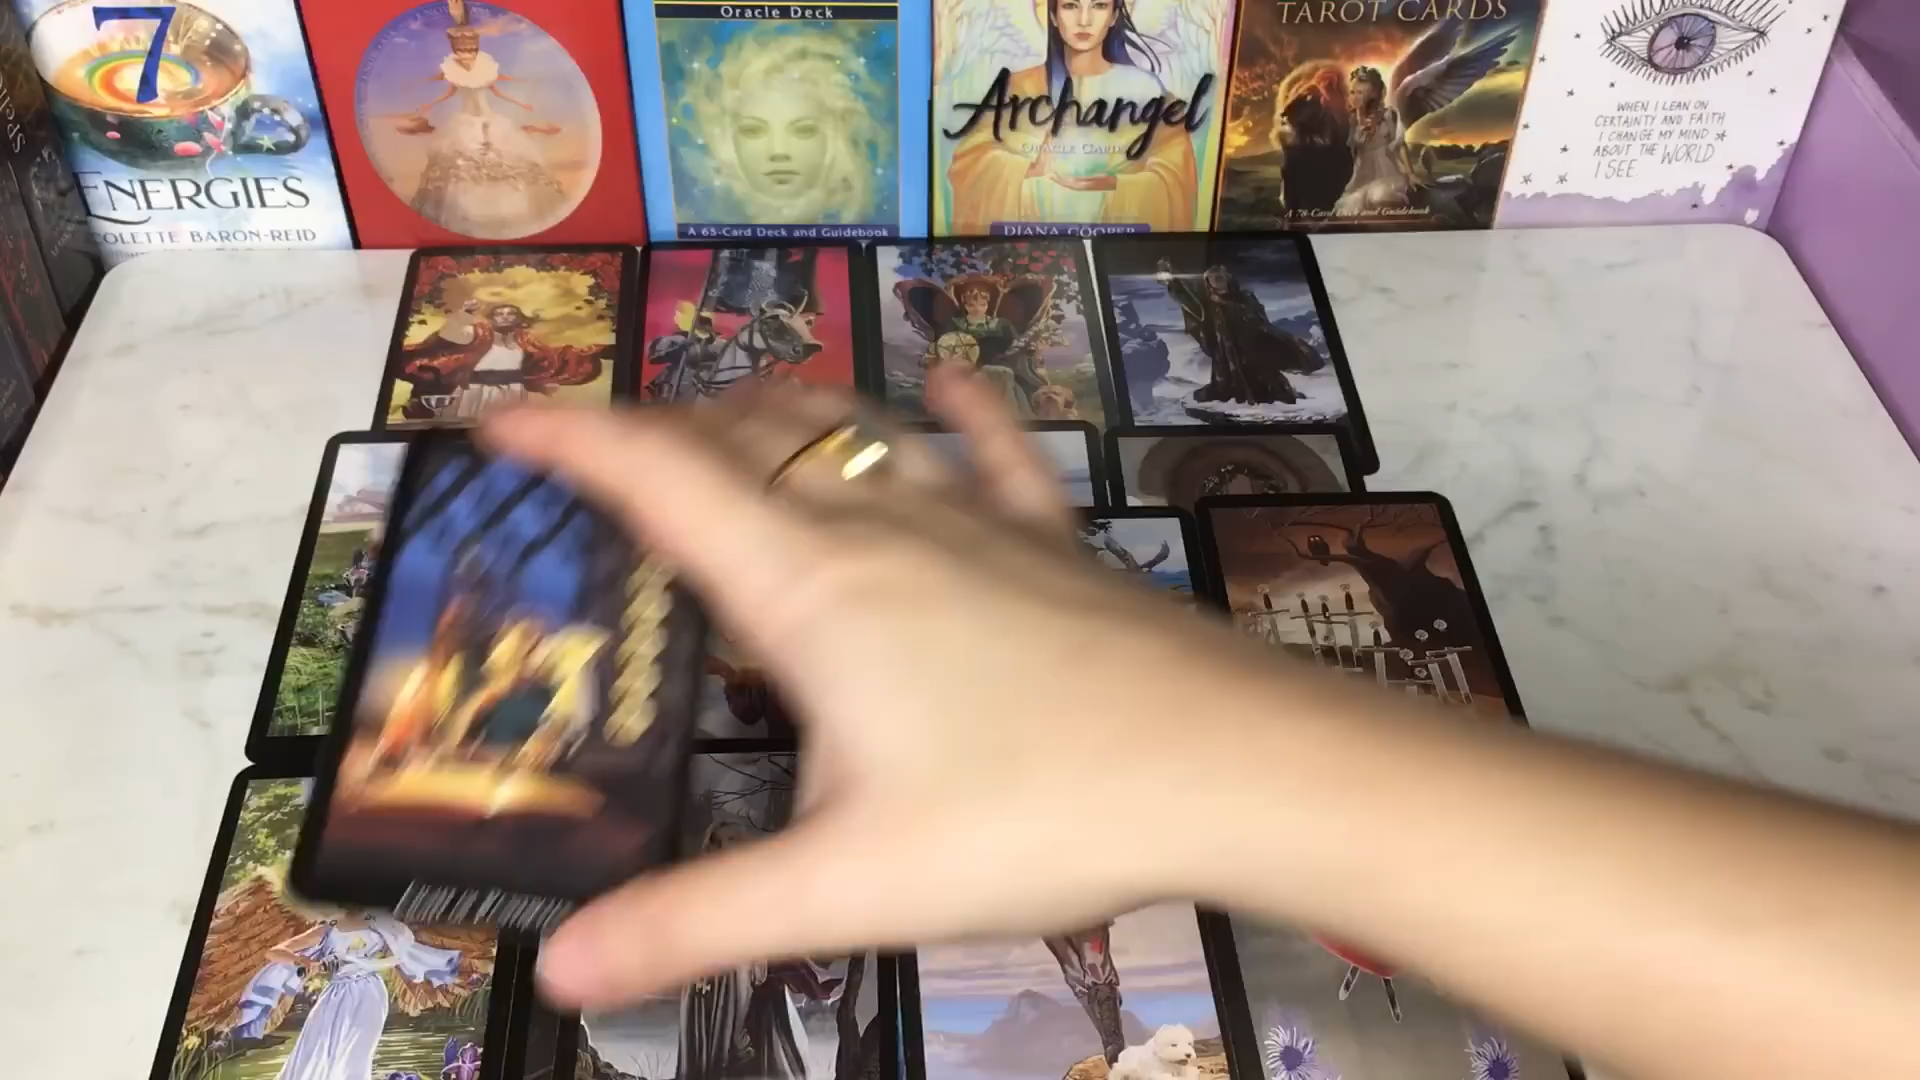 7
ENERGIES
COLETTE BARON-REID
Oracle Deck
A 63-Card Deck and Guidebook
Archangel
ORACLE CARDS
DIANA COOPER
TAROT CARDS
A 78-Card Deck and Guidebook
WHEN I LEAN ON
CERTAINTY AND FAITH
I CHANGE MY MIND
ABOUT THE WORLD
I SEE.